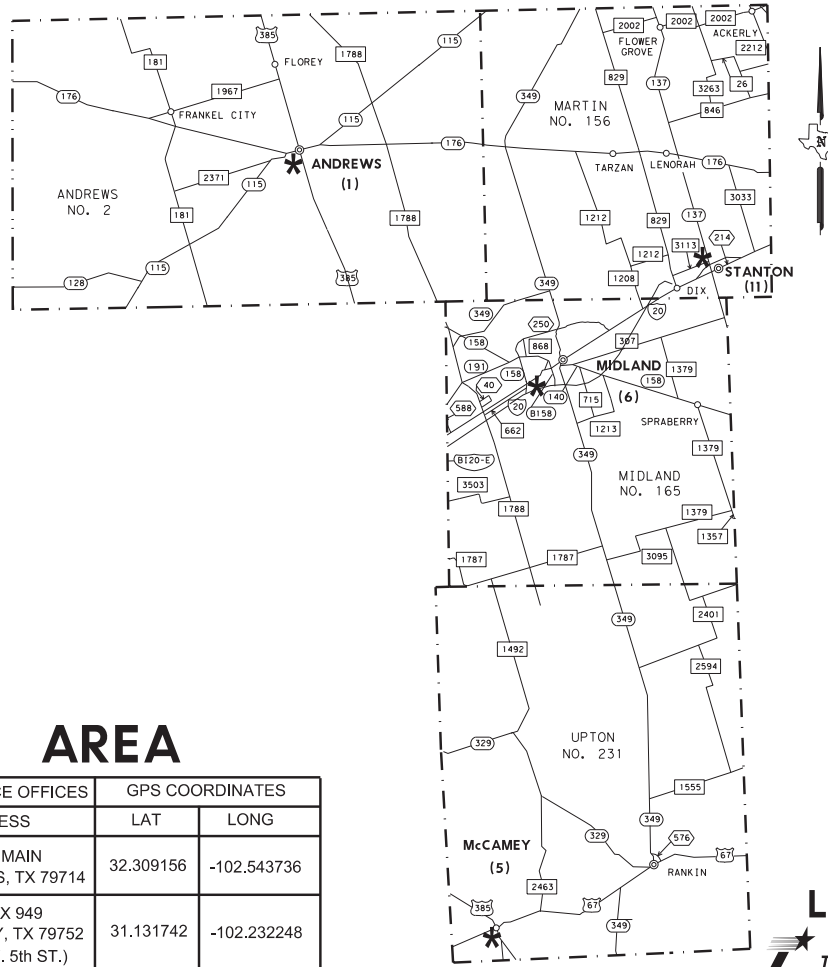 385
2002
2002
2002
ACKERLY
FLOWER
GROVE
2212
181
FLOREY
1788
115
349
829
137
3263
26
1967
176
FRANKEL CITY
115
MARTIN
NO. 156
846
N
176
TARZAN
LENORAH
176
ANDREWS
(1)
2371
115
ANDREWS
NO. 2
181
1788
1212
829
137
3033
1212
3113
214
115
385
128
349
1208
STANTON
(11)
DIX
20
349
250
158
868
307
191
158
MIDLAND
(6)
1379
158
40
588
20
140
715
B158
662
1213
SPRABERRY
349
BI20-E
1379
3503
MIDLAND
NO. 165
1788
1379
1357
1787
1787
3095
349
2401
1492
2594
UPTON
NO. 231
329
1555
349
McCAMEY
(5)
329
576
67
RANKIN
2463
385
67
349
AREA
CE OFFICES GPS COORDINATES
ESS LAT LONG
MAIN
S, TX 79714 32.309156 -102.543736
X 949
Y, TX 79752 31.131742 -102.232248
. 5th ST.)
L